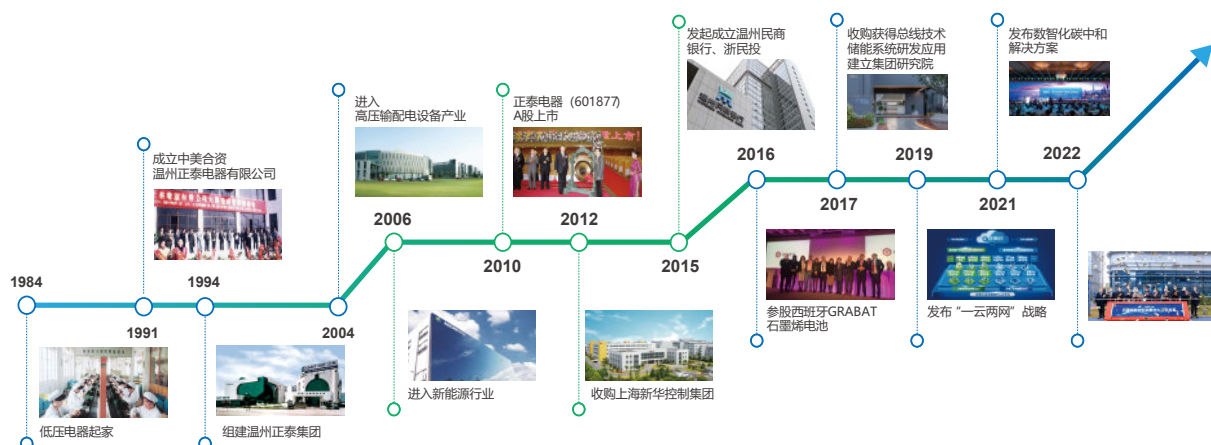 1984
低压电器起家
成立中美合资
温州正泰电器有限公司
1991
1994
组建温州正泰集团
进入
高压输配电设备产业
2004
2006
进入新能源行业
正泰电器（601877）
A股上市
2010
2012
收购上海新华控制集团
发起成立温州民商
银行、浙民投
2015
2016
参股西班牙GRABAT
石墨烯电池
收购获得总线技术
储能系统研发应用
建立集团研究院
2017
2019
发布“一云两网”战略
发布数智化碳中和
解决方案
2021
2022